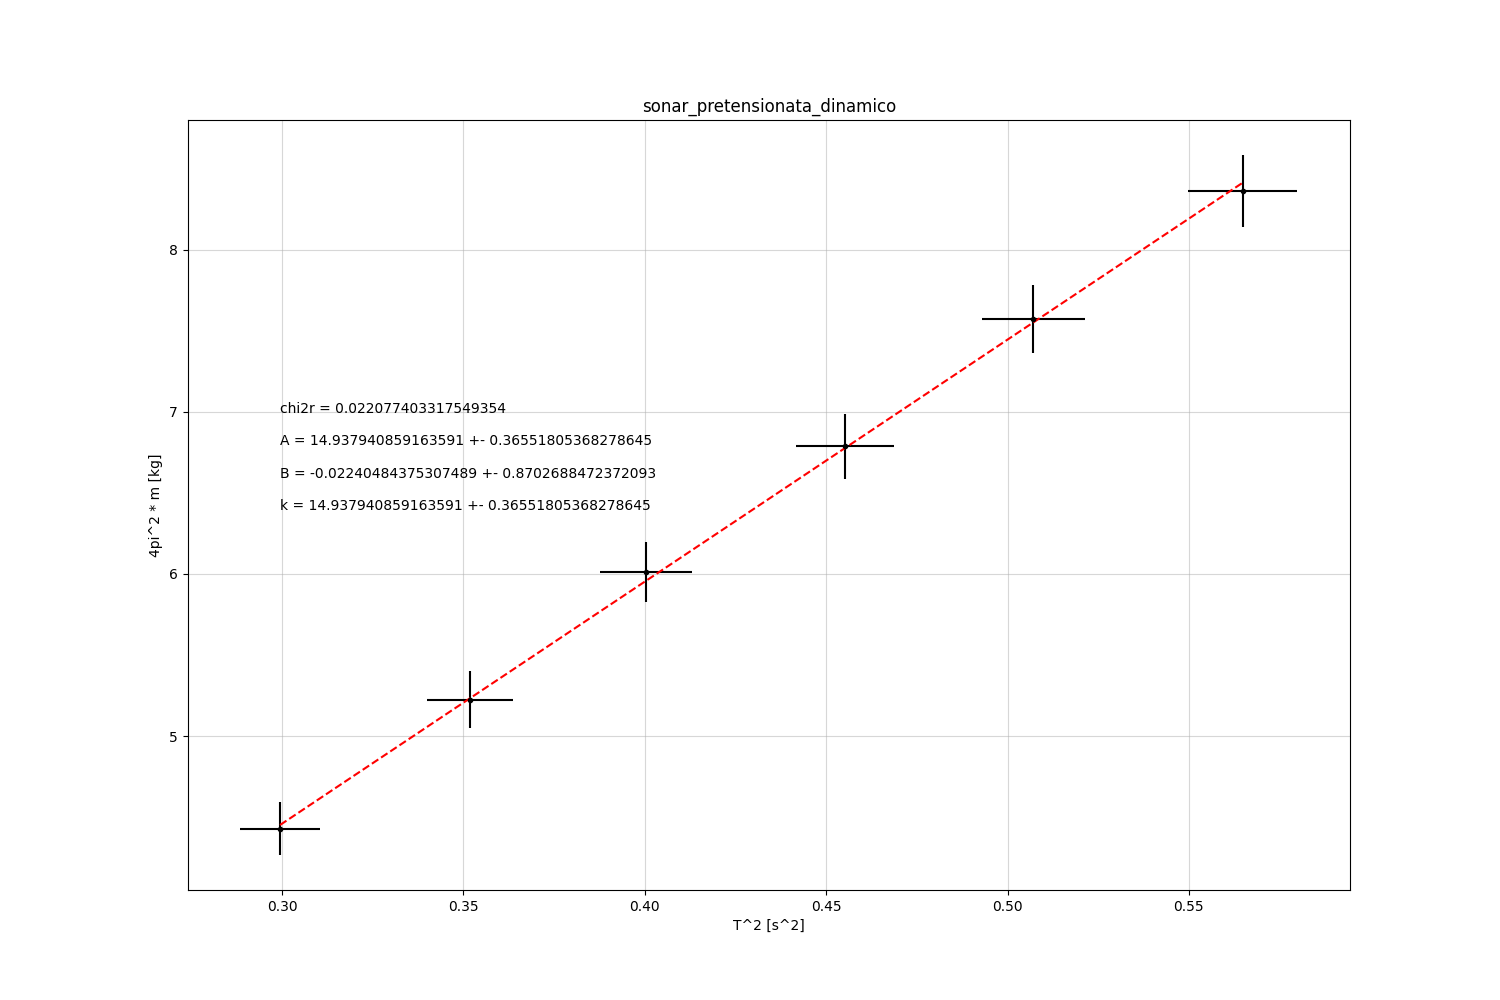 sonar_pretensionata_dinamico
8
7
6
5
4pi^2 * m [kg]
chi2r = 0.022077403317549354
A = 14.937940859163591 +- 0.36551805368278645
B = -0.02240484375307489 +- 0.8702688472372093
k = 14.937940859163591 +- 0.36551805368278645
0.30 0.35 0.40 0.45 0.50 0.55
T^2 [s^2]